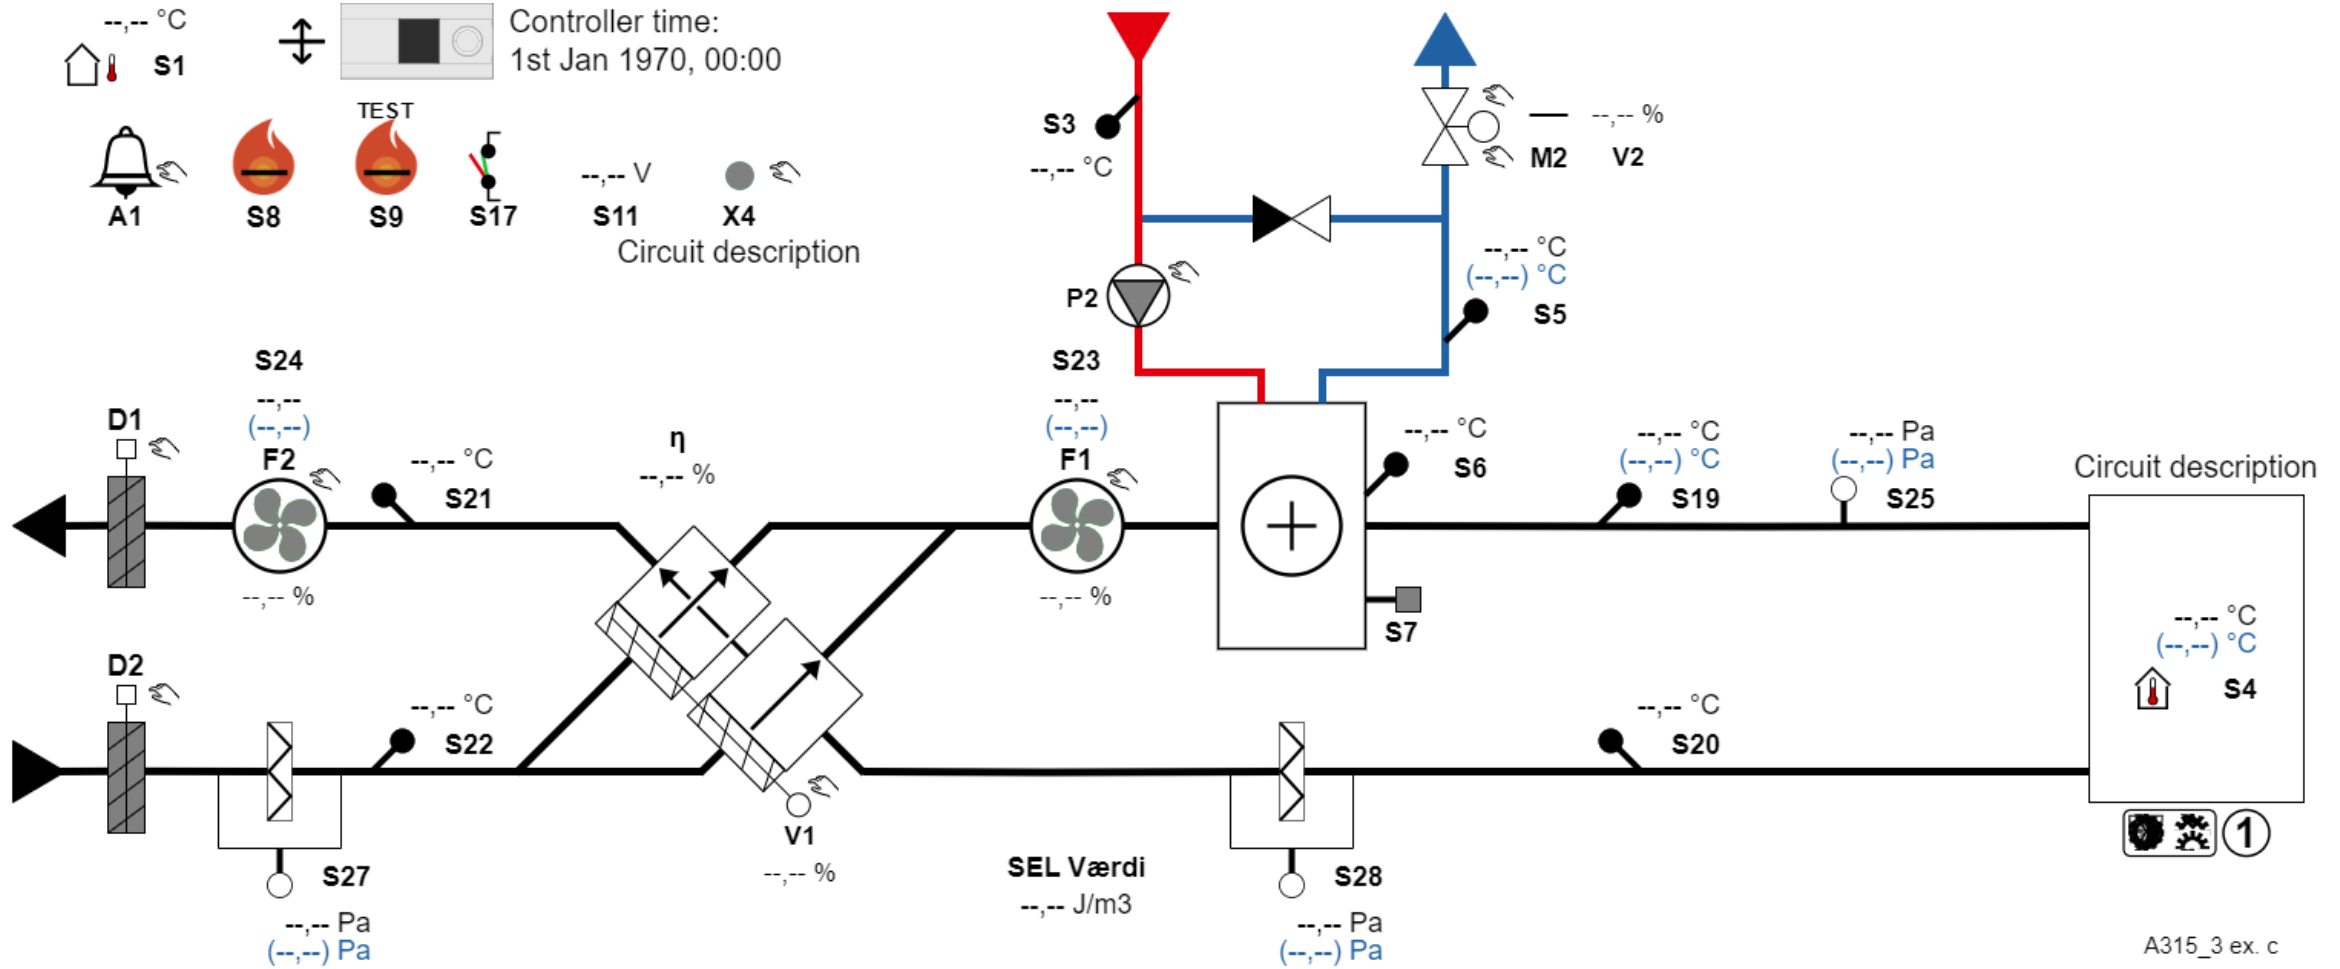 --,-- °C
S1
Controller time:
1st Jan 1970, 00:00
TEST
A1
S8
S9
S17
--,-- V
S11
X4
Circuit description
S3
--,-- °C
--,-- %
M2
V2
P2
--,-- °C
(--,--) °C
S5
D1
S24
--,--
(--,--)
F2
--,-- %
--,-- °C
S21
η
--,-- %
S23
--,--
(--,--)
F1
--,-- %
--,-- °C
S6
S7
--,-- °C
(--,--) °C
S19
--,-- Pa
(--,--) Pa
S25
Circuit description
--,-- °C
(--,--) °C
S4
D2
--,-- °C
S22
S27
--,-- Pa
(--,--) Pa
V1
--,-- %
SEL Værdi
--,-- J/m3
S28
--,-- Pa
(--,--) Pa
--,-- °C
S20
1
A315_3 ex. c